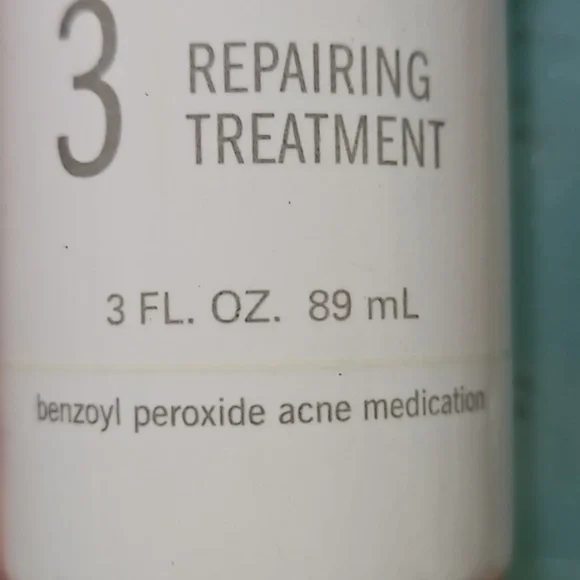 3
REPAIRING
TREATMENT
3 FL. OZ. 89 mL
benzoyl peroxide acne medication